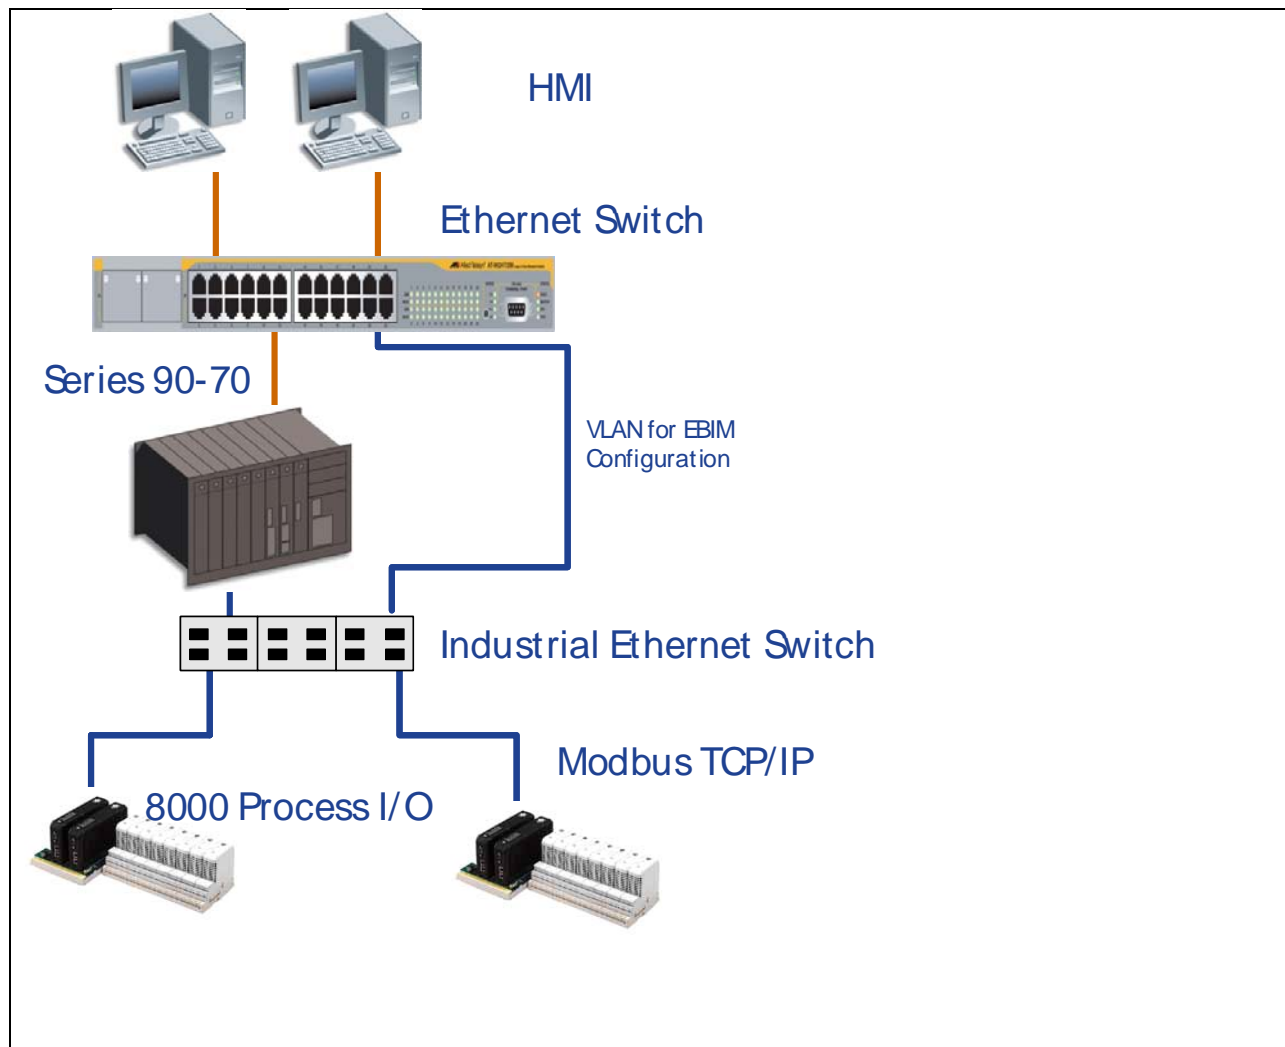 HMI
Ethernet Switch
Series 90-70
VLAN for EBIM
Configuration
Industrial Ethernet Switch
Modbus TCP/IP
8000 Process I/O